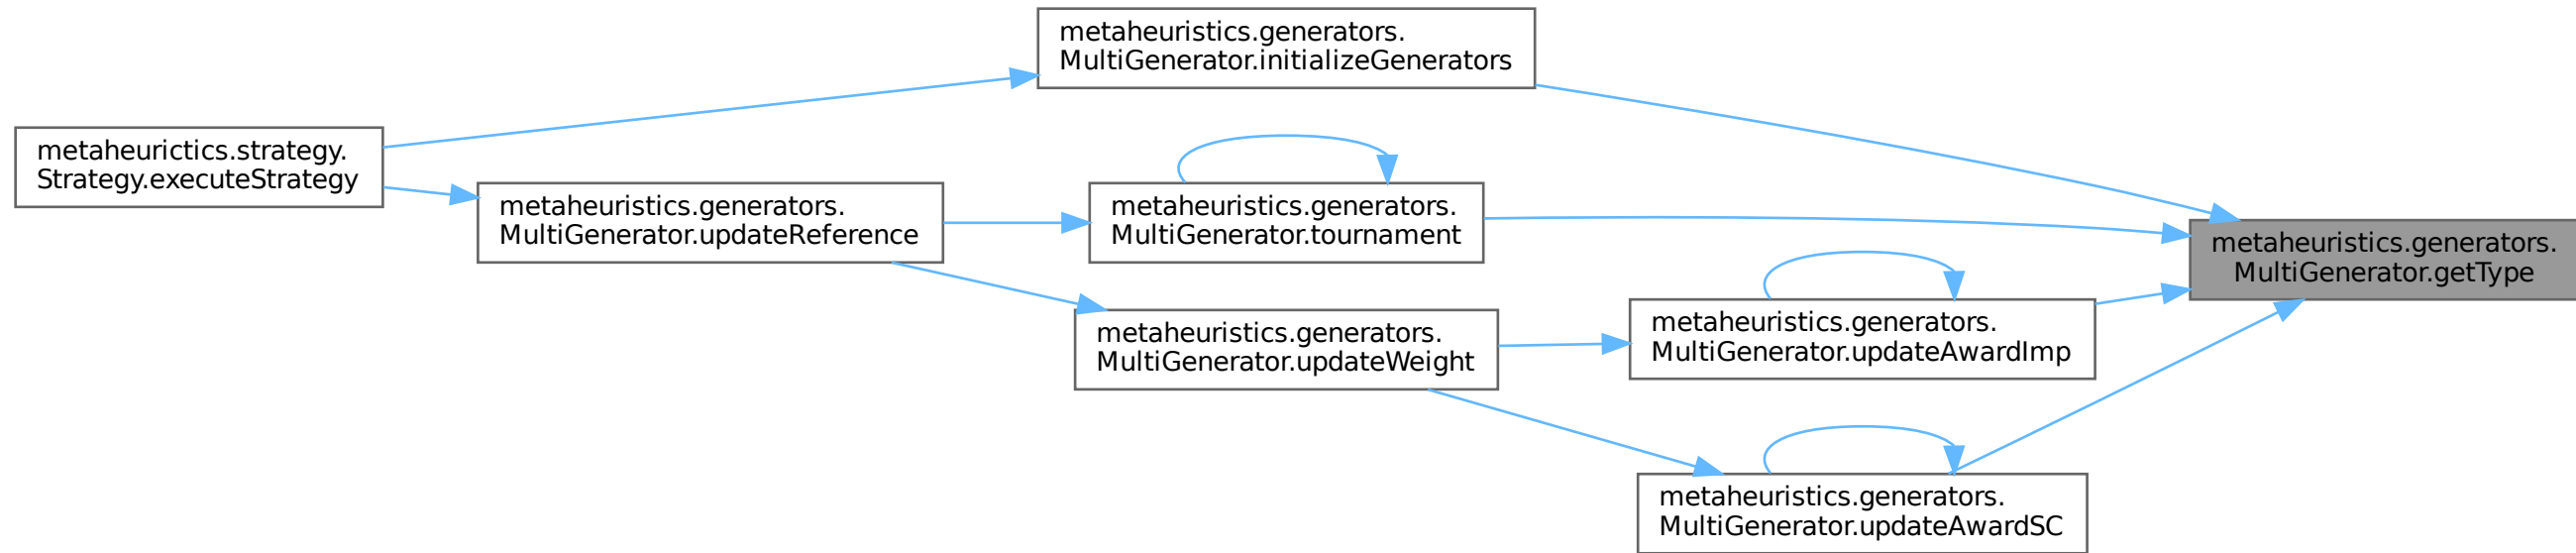 metaheuristics.generators.
MultiGenerator.initializeGenerators
metaheurictics.strategy.
Strategy.executeStrategy
metaheuristics.generators.
MultiGenerator.updateReference
metaheuristics.generators.
MultiGenerator.tournament
metaheuristics.generators.
MultiGenerator.getType
metaheuristics.generators.
MultiGenerator.updateWeight
metaheuristics.generators.
MultiGenerator.updateAwardImp
metaheuristics.generators.
MultiGenerator.updateAwardSC